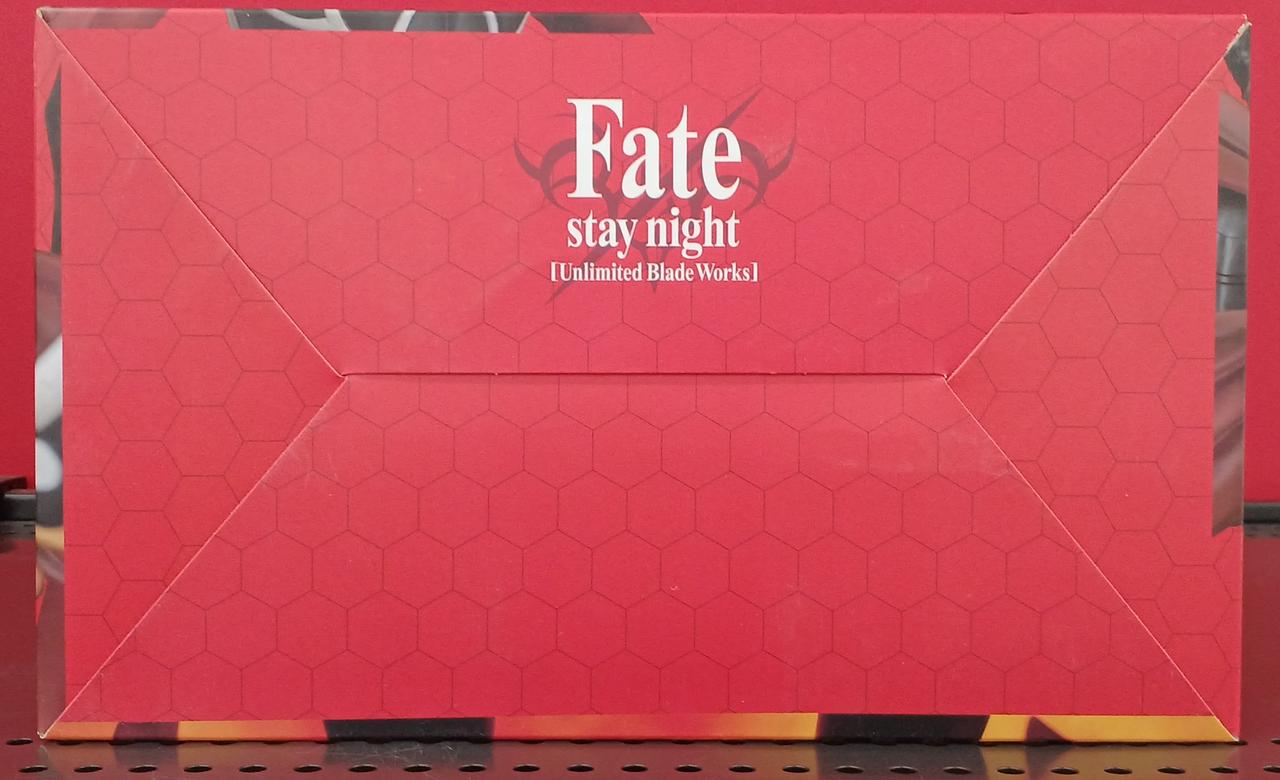 Fate
stay night
[Unlimited Blade Works]